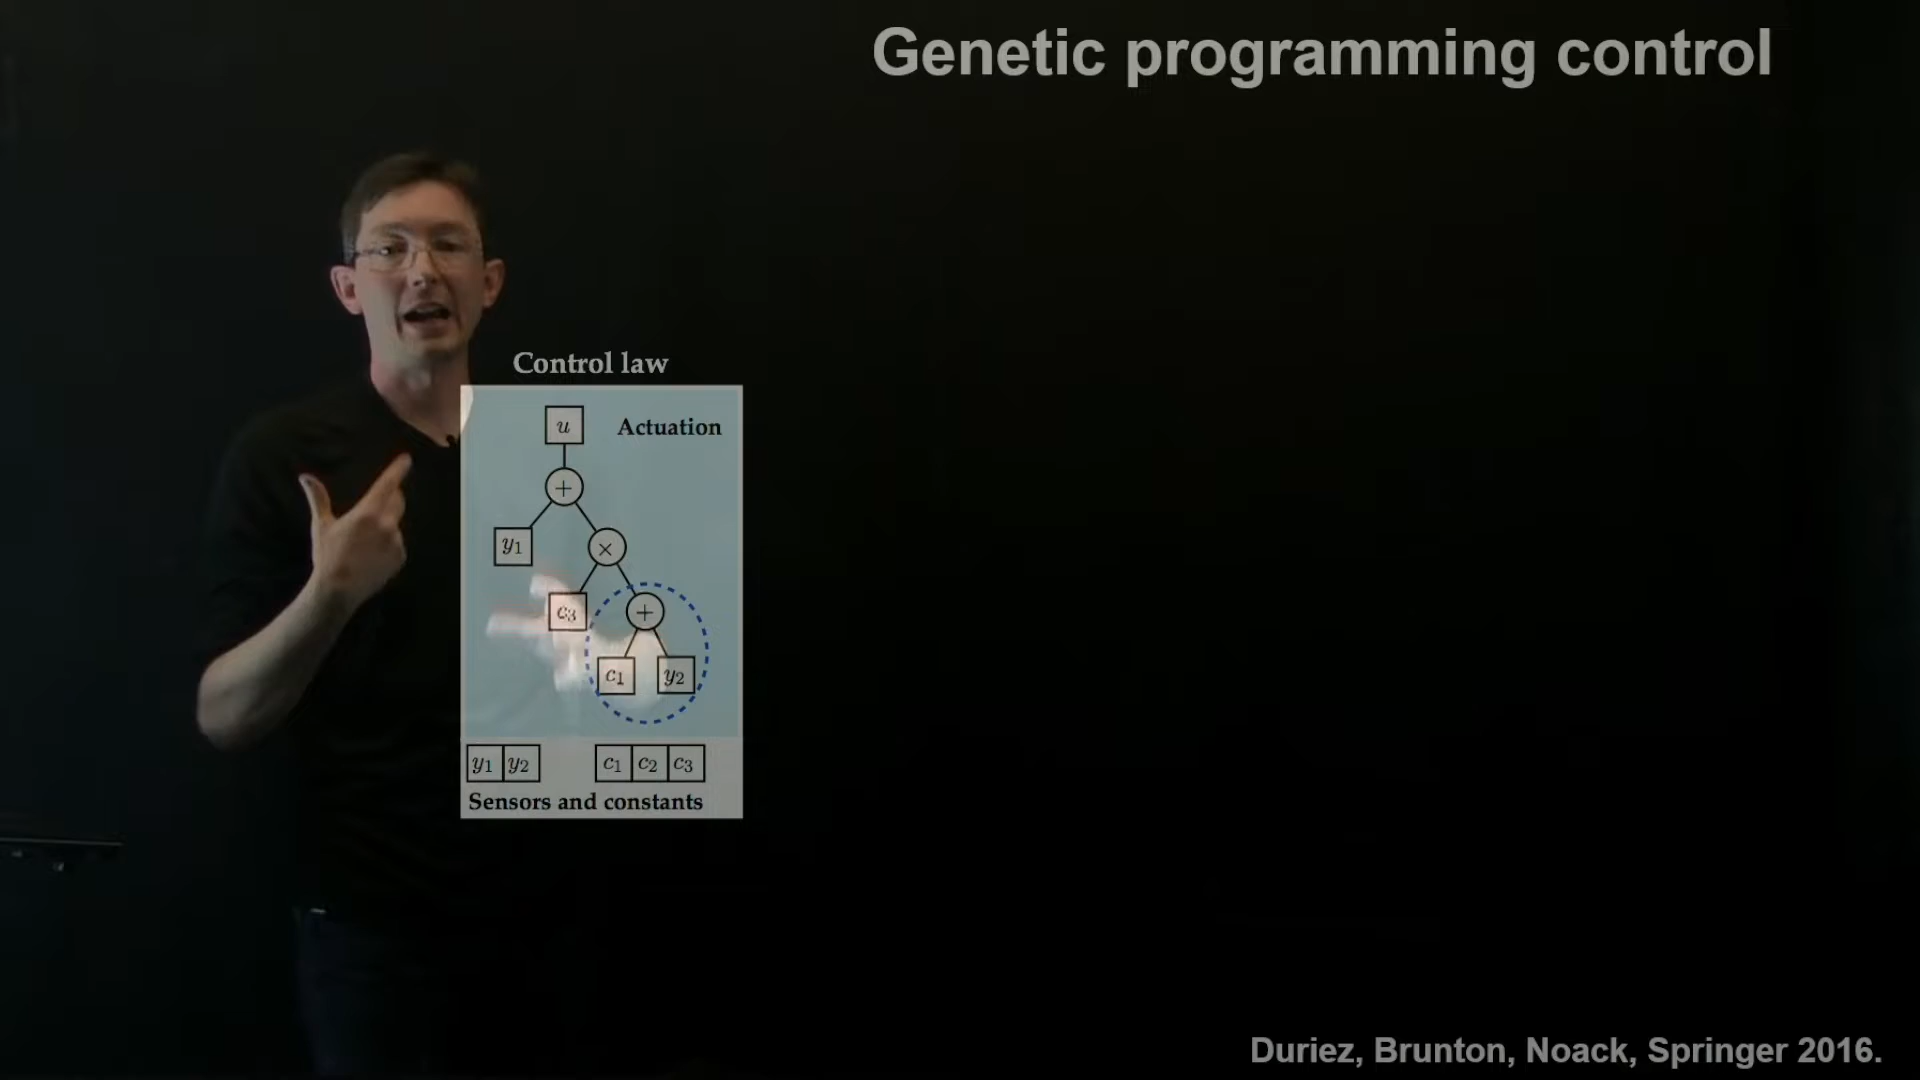 Genetic programming control
Control law
u
Actuation
+
y₁
×
c₃
+
c₁ y₂
y₁ y₂ c₁ c₂ c₃
Sensors and constants
Duriez, Brunton, Noack, Springer 2016.